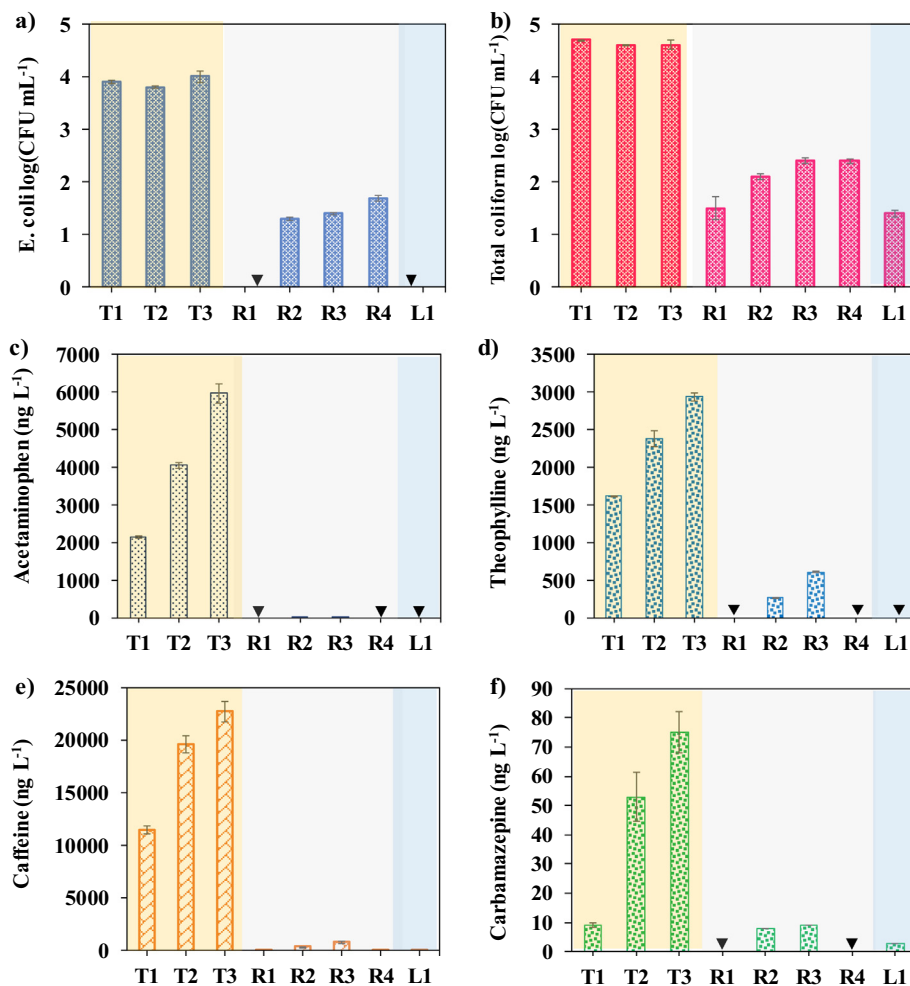 a)
E. coli log(CFU mL⁻¹)
5
4
3
2
1
0
T1 T2 T3 R1 R2 R3 R4 L1
b)
Total coliform log(CFU mL⁻¹)
5
4
3
2
1
0
T1 T2 T3 R1 R2 R3 R4 L1
c)
Acetaminophen (ng L⁻¹)
7000
6000
5000
4000
3000
2000
1000
0
T1 T2 T3 R1 R2 R3 R4 L1
d)
Theophylline (ng L⁻¹)
3500
3000
2500
2000
1500
1000
500
0
T1 T2 T3 R1 R2 R3 R4 L1
e)
Caffeine (ng L⁻¹)
25000
20000
15000
10000
5000
0
T1 T2 T3 R1 R2 R3 R4 L1
f)
Carbamazepine (ng L⁻¹)
90
80
70
60
50
40
30
20
10
0
T1 T2 T3 R1 R2 R3 R4 L1